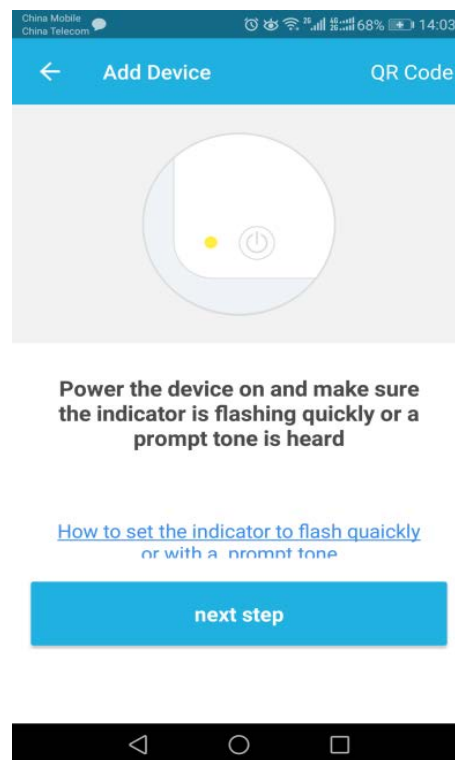 China Mobile
China Telecom
68% 14:03
Add Device QR Code
Power the device on and make sure
the indicator is flashing quickly or a
prompt tone is heard
How to set the indicator to flash quaickly
or with a prompt tone
next step